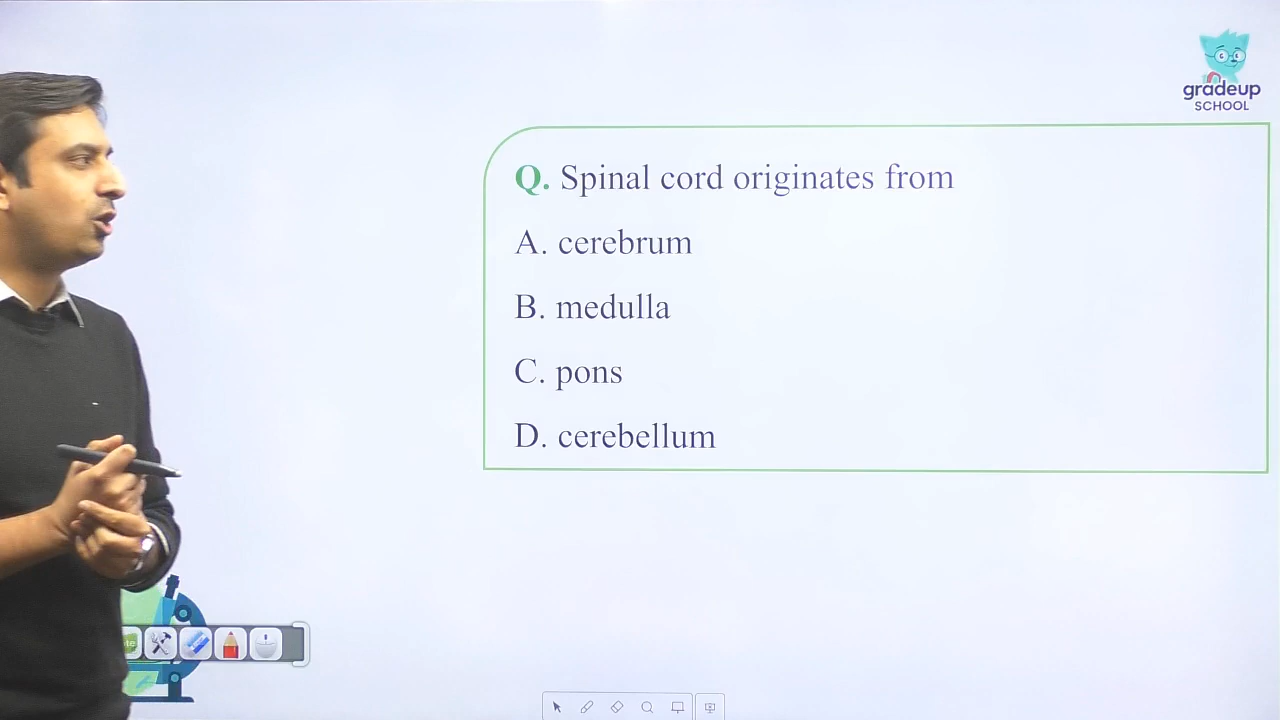 gradeup
SCHOOL
Q. Spinal cord originates from
A. cerebrum
B. medulla
C. pons
D. cerebellum